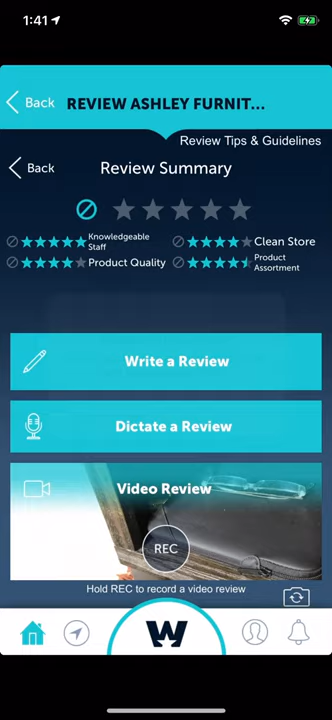 1:41
Back
REVIEW ASHLEY FURNIT...
Review Tips & Guidelines
Back
Review Summary
Knowledgeable
Staff
Clean Store
Product Quality
Product
Assortment
Write a Review
Dictate a Review
Video Review
REC
Hold REC to record a video review
W